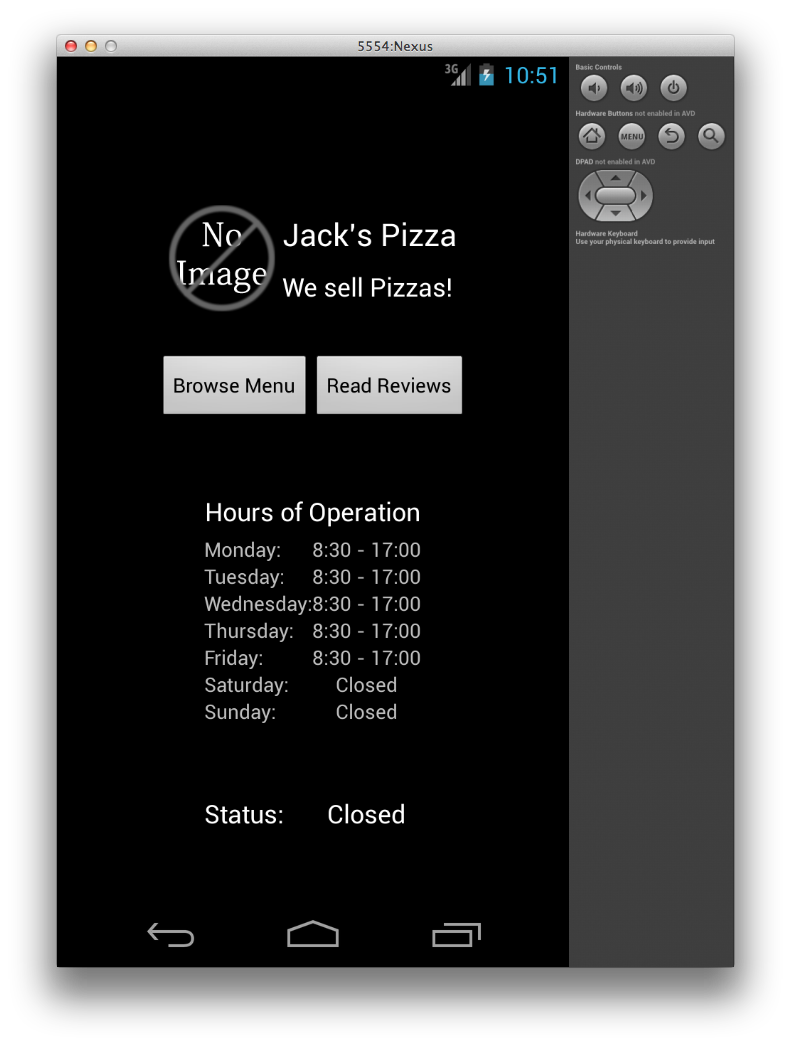 5554:Nexus
3G 10:51
Basic Controls
Hardware Buttons not enabled in AVD
MENU
DPAD not enabled in AVD
Hardware Keyboard
Use your physical keyboard to provide input
No
Image
Jack's Pizza
We sell Pizzas!
Browse Menu Read Reviews
Hours of Operation
Monday: 8:30 - 17:00
Tuesday: 8:30 - 17:00
Wednesday:8:30 - 17:00
Thursday: 8:30 - 17:00
Friday: 8:30 - 17:00
Saturday: Closed
Sunday: Closed
Status: Closed